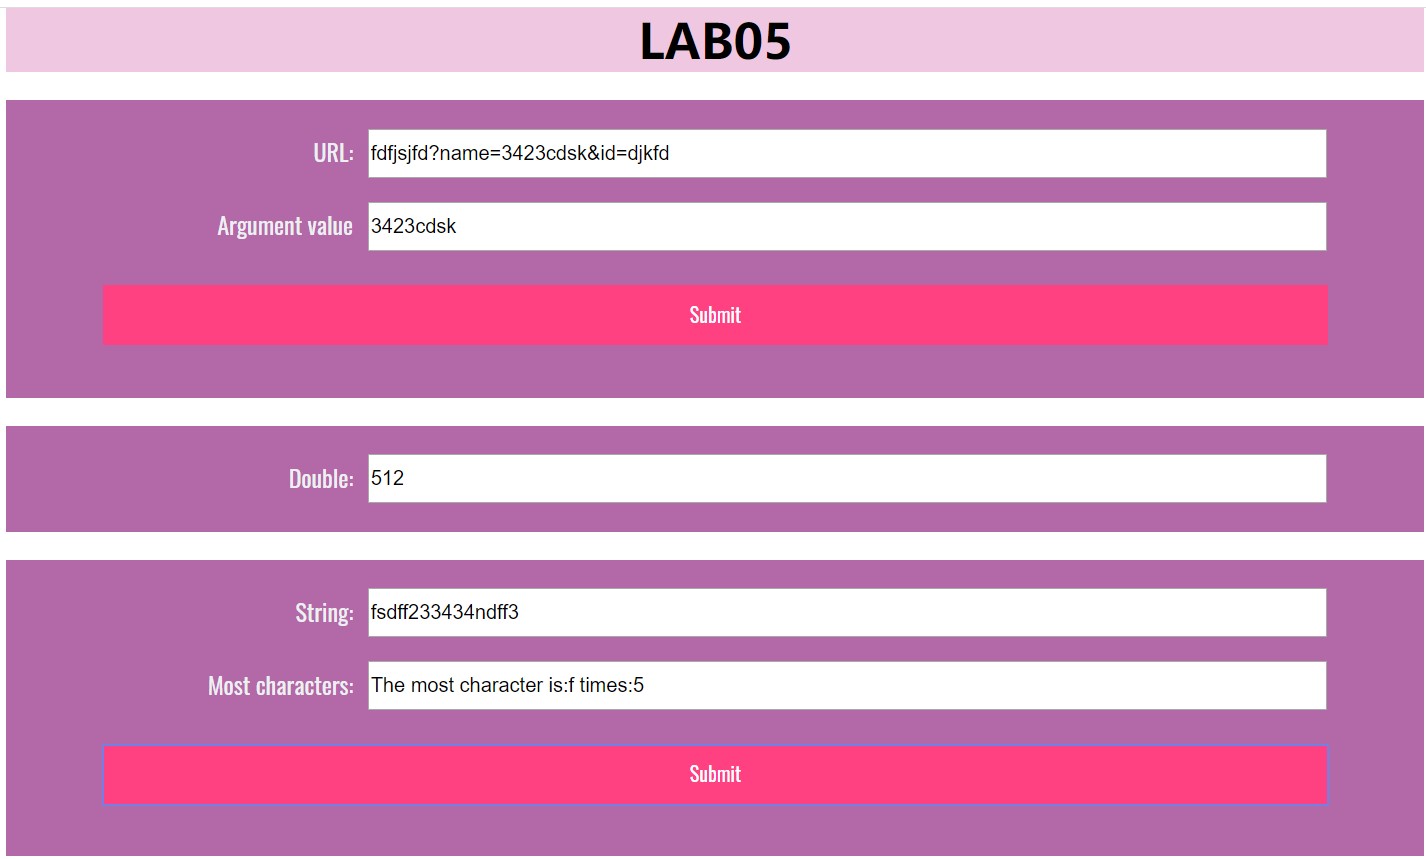 LAB05
URL: fdfjsjfd?name=3423cdsk&id=djkfd
Argument value 3423cdsk
Submit
Double: 512
String: fsdff233434ndff3
Most characters: The most character is:f times:5
Submit